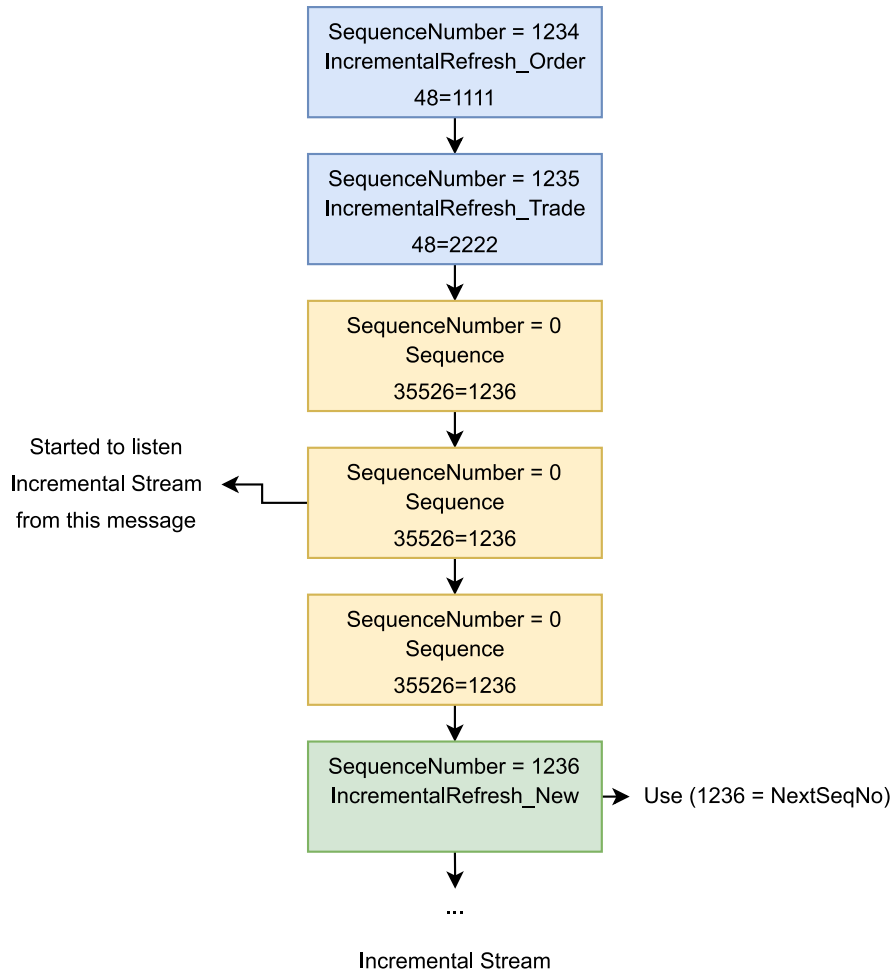 SequenceNumber = 1234
IncrementalRefresh_Order
48=1111
SequenceNumber = 1235
IncrementalRefresh_Trade
48=2222
SequenceNumber = 0
Sequence
35526=1236
Started to listen
Incremental Stream
from this message
SequenceNumber = 0
Sequence
35526=1236
SequenceNumber = 0
Sequence
35526=1236
SequenceNumber = 1236
IncrementalRefresh_New
Use (1236 = NextSeqNo)
...
Incremental Stream